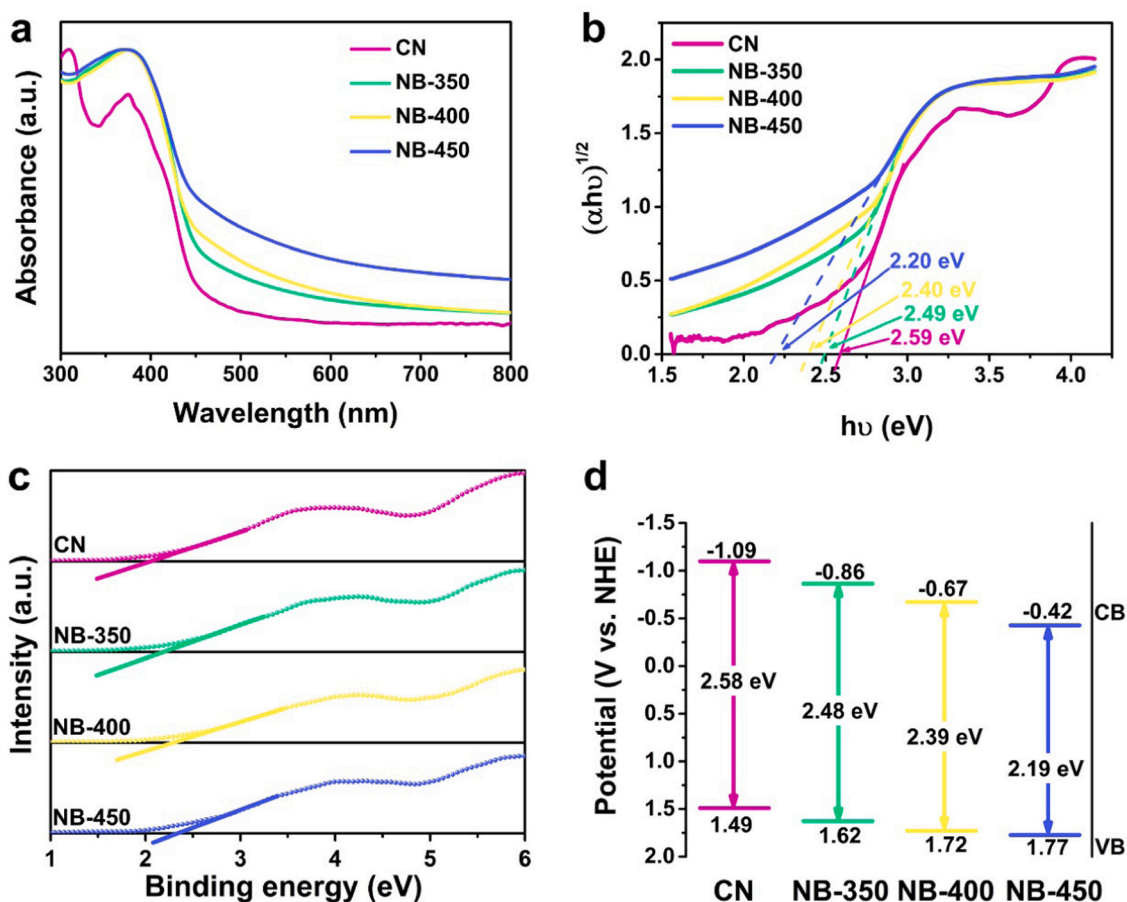 a
CN
NB-350
NB-400
NB-450
Absorbance (a.u.)
300 400 500 600 700 800
Wavelength (nm)
b
CN
NB-350
NB-400
NB-450
(αhυ)1/2
2.0
1.5
1.0
0.5
0.0
2.20 eV
2.40 eV
2.49 eV
2.59 eV
1.5 2.0 2.5 3.0 3.5 4.0
hυ (eV)
c
CN
NB-350
NB-400
NB-450
Intensity (a.u.)
1 2 3 4 5 6
Binding energy (eV)
d
Potential (V vs. NHE)
-1.5
-1.0
-0.5
0.0
0.5
1.0
1.5
2.0
-1.09
-0.86
-0.67
-0.42
CB
2.58 eV
2.48 eV
2.39 eV
2.19 eV
1.49
1.62
1.72
1.77
VB
CN NB-350 NB-400 NB-450